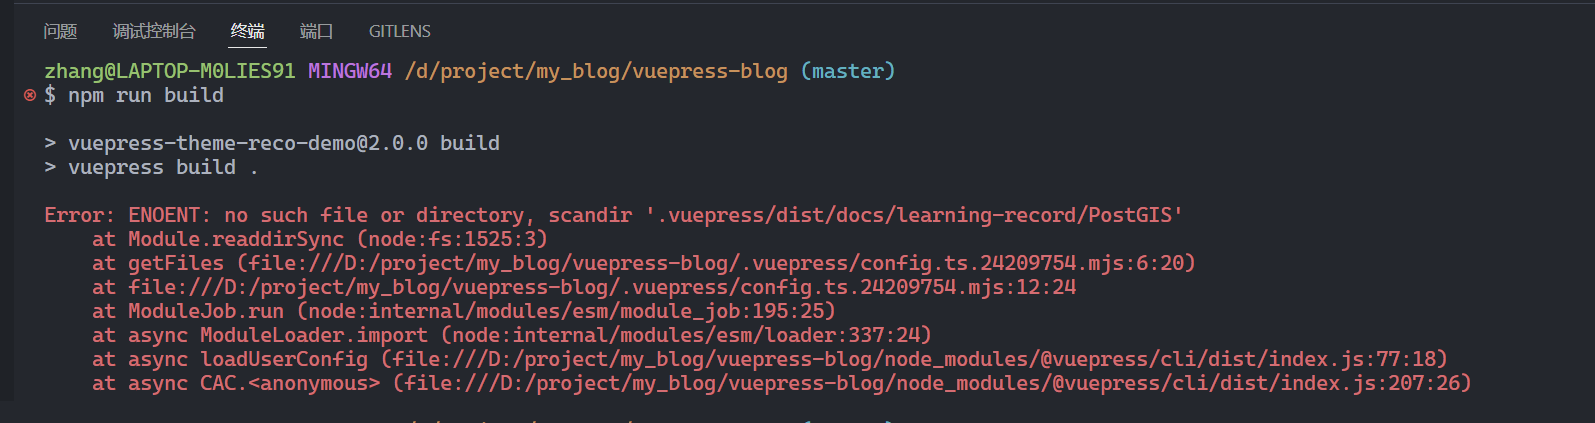 问题 调试控制台 终端 端口 GITLENS
zhang@LAPTOP-M0LIES91 MINGW64 /d/project/my_blog/vuepress-blog (master)
$ npm run build
> vuepress-theme-reco-demo@2.0.0 build
> vuepress build .
Error: ENOENT: no such file or directory, scandir '.vuepress/dist/docs/learning-record/PostGIS'
at Module.readdirSync (node:fs:1525:3)
at getFiles (file:///D:/project/my_blog/vuepress-blog/.vuepress/config.ts.24209754.mjs:6:20)
at file:///D:/project/my_blog/vuepress-blog/.vuepress/config.ts.24209754.mjs:12:24
at ModuleJob.run (node:internal/modules/esm/module_job:195:25)
at async ModuleLoader.import (node:internal/modules/esm/loader:337:24)
at async loadUserConfig (file:///D:/project/my_blog/vuepress-blog/node_modules/@vuepress/cli/dist/index.js:77:18)
at async CAC.<anonymous> (file:///D:/project/my_blog/vuepress-blog/node_modules/@vuepress/cli/dist/index.js:207:26)